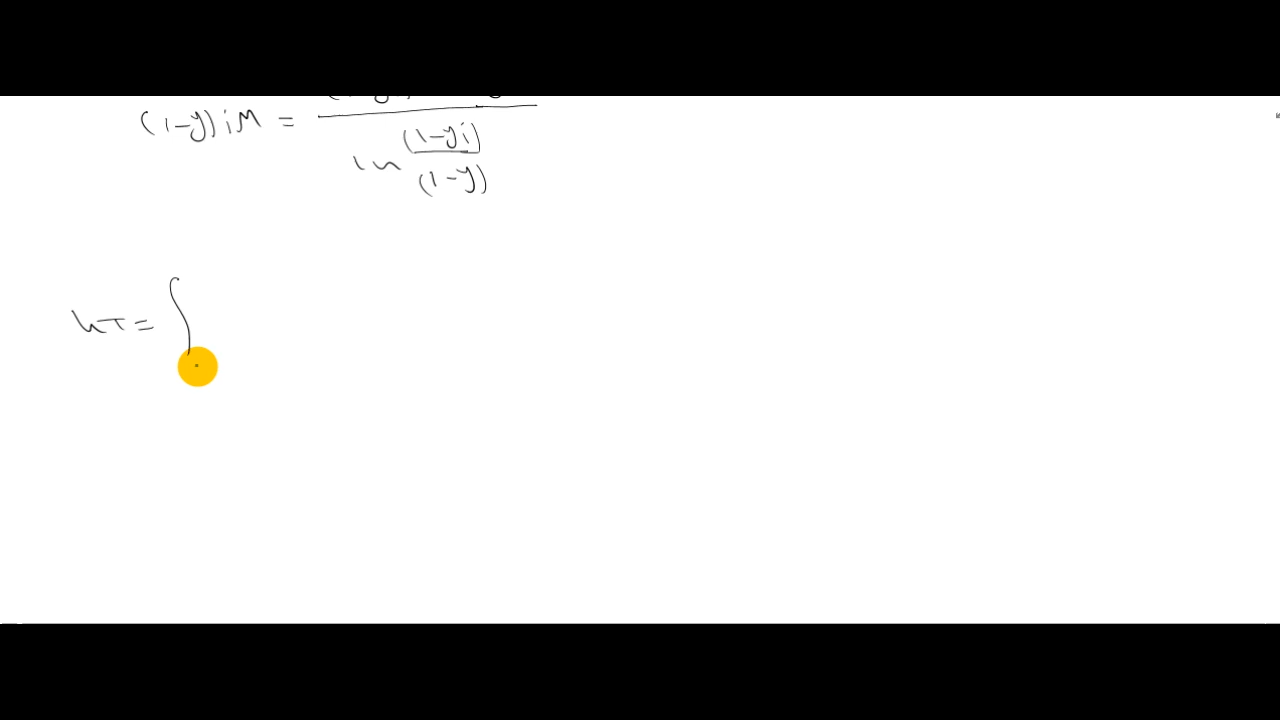 (1-y)iM =
ln (1-yi)
(1-y)
hT = ∫